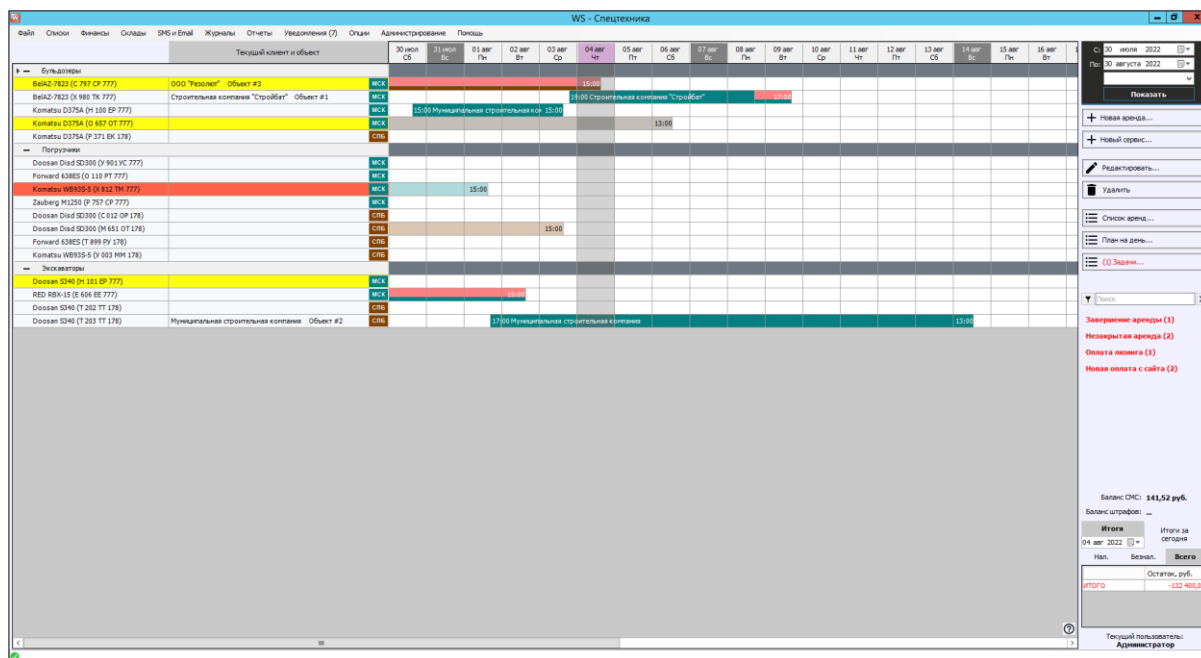 WS - Спецтехника
Файл Списки Финансы Склады SMS и Email Журналы Отчеты Уведомления (7) Опции Администрирование Помощь
Текущий клиент и объект 30 июл Сб 31 июл Вс 01 авг Пн 02 авг Вт 03 авг Ср 04 авг Чт 05 авг Пт 06 авг Сб 07 авг Вс 08 авг Пн 09 авг Вт 10 авг Ср 11 авг Чт 12 авг Пт 13 авг Сб 14 авг Вс 15 авг Пн 16 авг Вт 1
Бульдозеры
BelAZ-7823 (С 797 СР 777) ООО "Резолют" Объект #3 МСК 15:00
BelAZ-7823 (Х 980 ТК 777) Строительная компания "Стройбат" Объект #1 МСК 19:00 Строительная компания "Стройбат" 17:00
Komatsu D375A (Н 100 ЕР 777) МСК 15:00 Муниципальная строительная ком 15:00
Komatsu D375A (О 657 ОТ 777) МСК 13:00
Komatsu D375A (Р 371 ЕК 178) СПБ
Погрузчики
Doosan Disd SD300 (У 901 УС 777) МСК
Forward 638ES (О 110 РТ 777) МСК
Komatsu WB93S-5 (Х 812 ТМ 777) МСК 15:00
Zauberg M1250 (Р 757 СР 777) МСК
Doosan Disd SD300 (С 012 ОР 178) СПБ
Doosan Disd SD300 (М 651 ОТ 178) СПБ 15:00
Forward 638ES (Т 899 РУ 178) СПБ
Komatsu WB93S-5 (У 003 ММ 178) СПБ
Экскаваторы
Doosan S340 (Н 101 ЕР 777) МСК
RED RBX-15 (Е 606 ЕЕ 777) МСК 15:00
Doosan S340 (Т 202 ТТ 178) СПБ
Doosan S340 (Т 203 ТТ 178) Муниципальная строительная компания Объект #2 СПБ 17:00 Муниципальная строительная компания 13:00
С: 30 июля 2022
По: 30 августа 2022
Показать
Новая аренда...
Новый сервис...
Редактировать...
Удалить
Список аренд...
План на день...
(1) Задачи...
Поиск
Завершение аренды (1)
Незакрытая аренда (2)
Оплата лизинга (1)
Новая оплата с сайта (2)
Баланс СМС: 141,52 руб.
Баланс штрафов: ...
Итоги
Итоги за сегодня
04 авг 2022
Нал. Безнал. Всего
Остаток, руб.
ИТОГО -132 400,0
Текущий пользователь:
Администратор